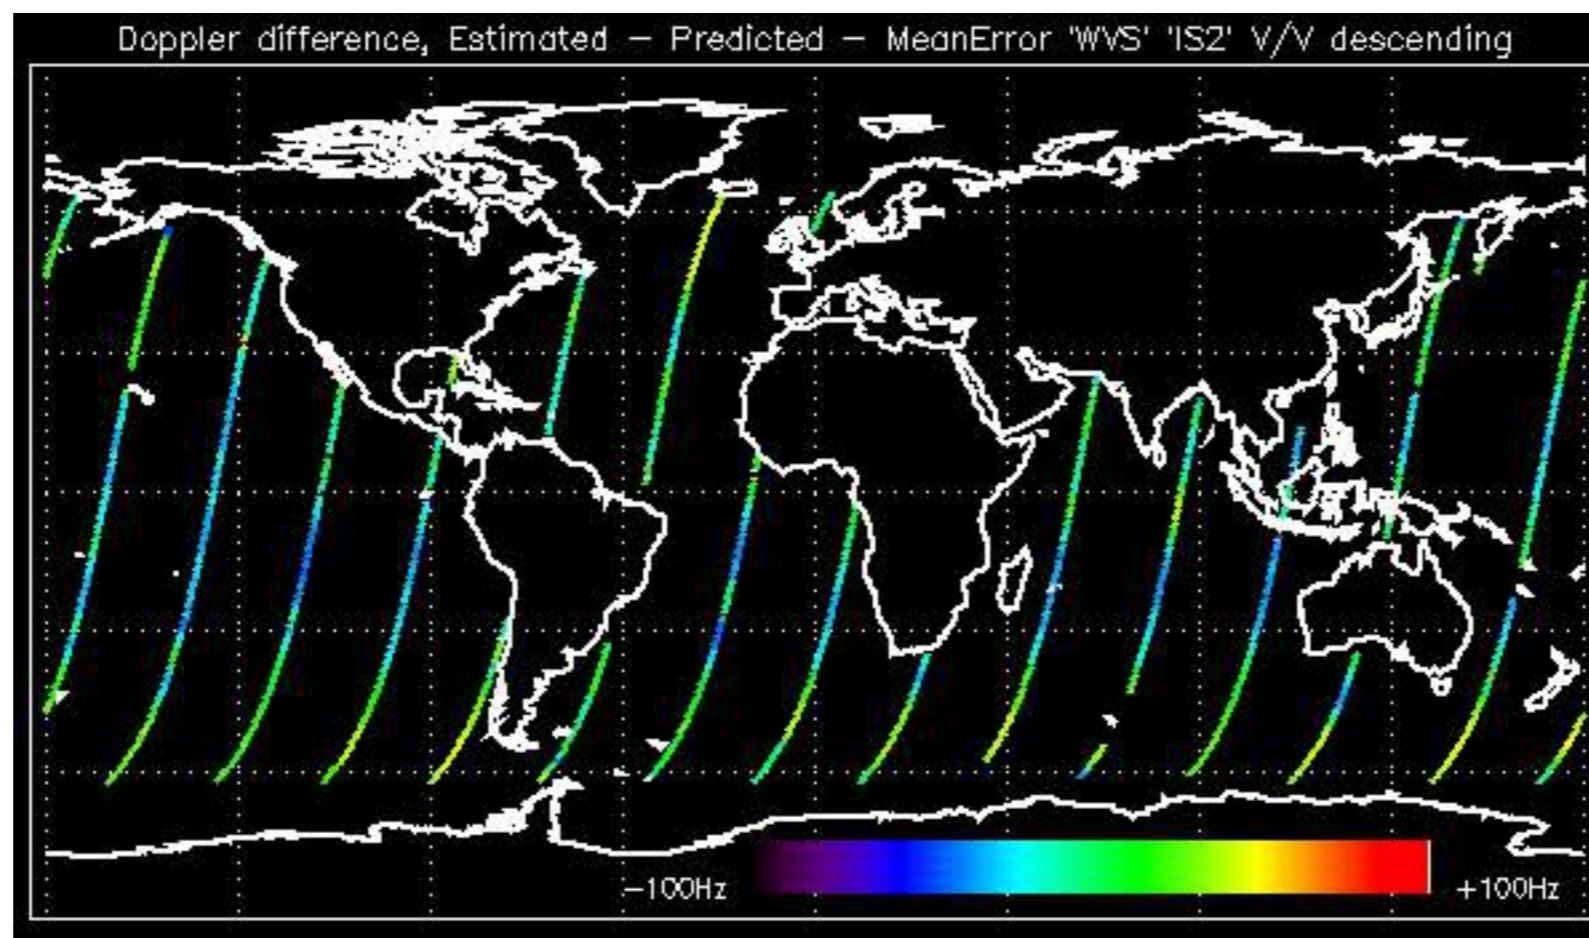 Doppler difference, Estimated – Predicted – MeanError 'WVS' 'IS2' V/V descending
−100Hz
+100Hz